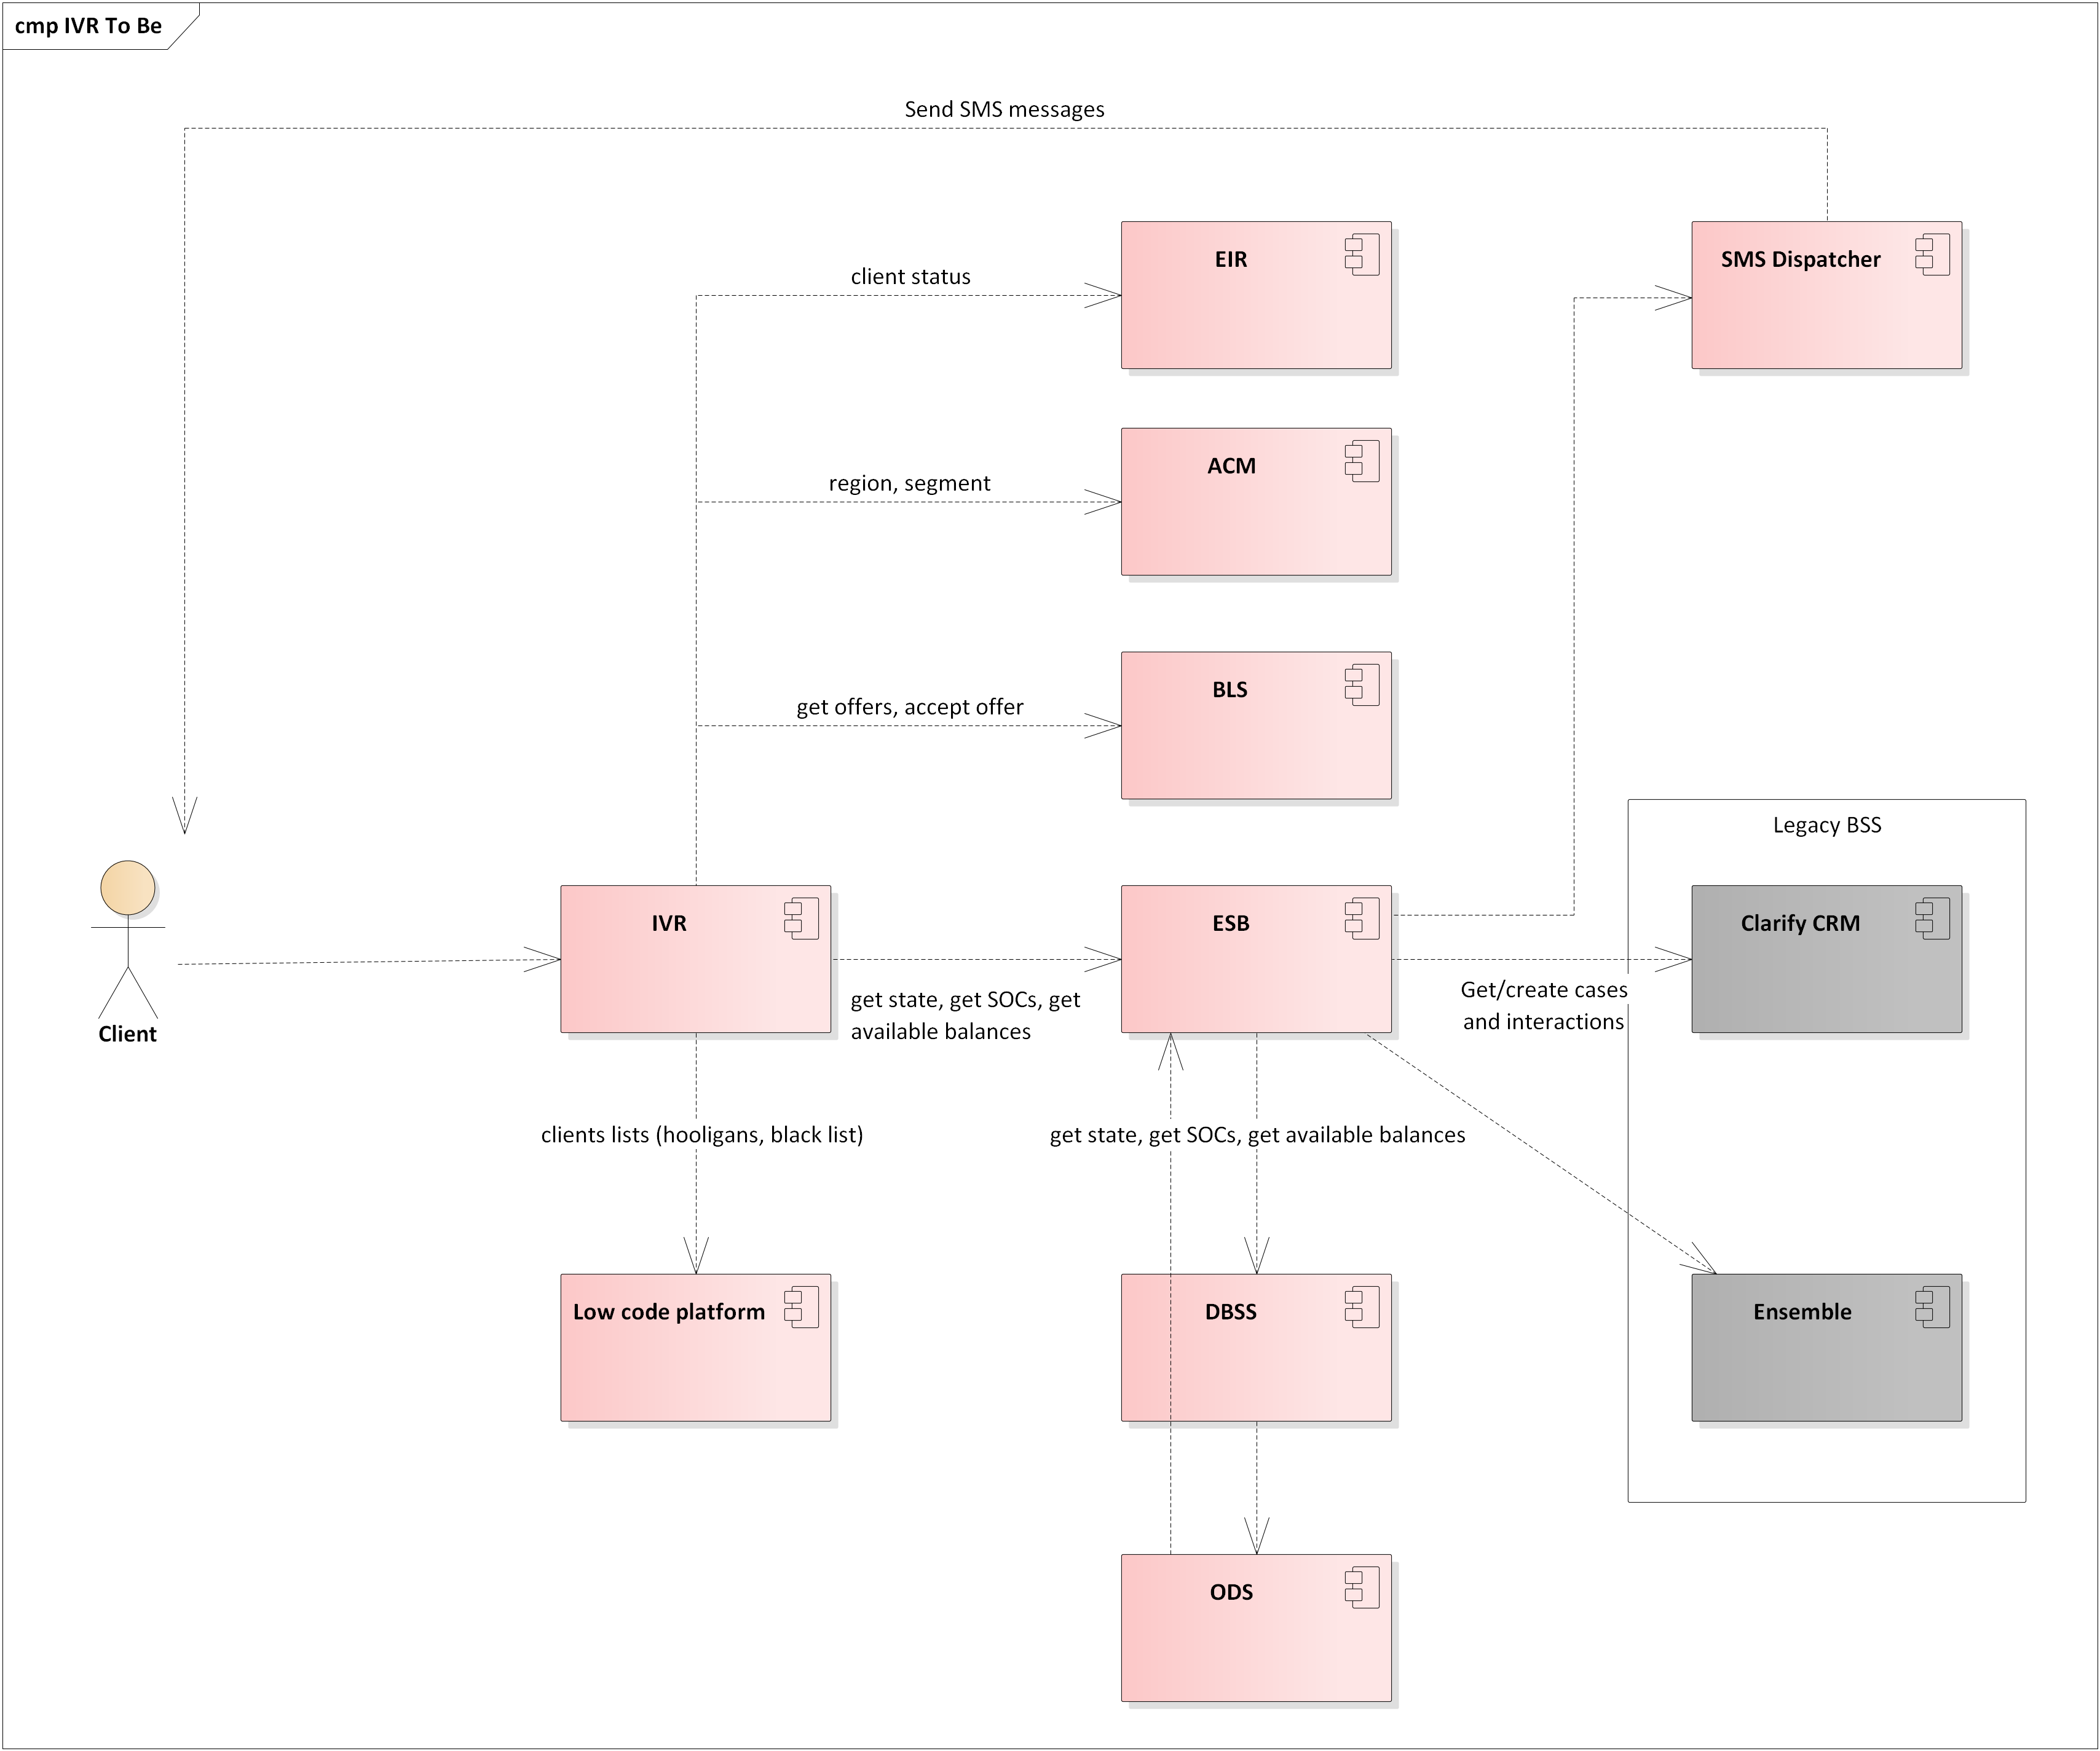 cmp IVR To Be
Send SMS messages
EIR
SMS Dispatcher
client status
ACM
region, segment
BLS
get offers, accept offer
Legacy BSS
IVR
ESB
Clarify CRM
get state, get SOCs, get
available balances
Get/create cases
and interactions
Client
clients lists (hooligans, black list)
get state, get SOCs, get available balances
Low code platform
DBSS
Ensemble
ODS